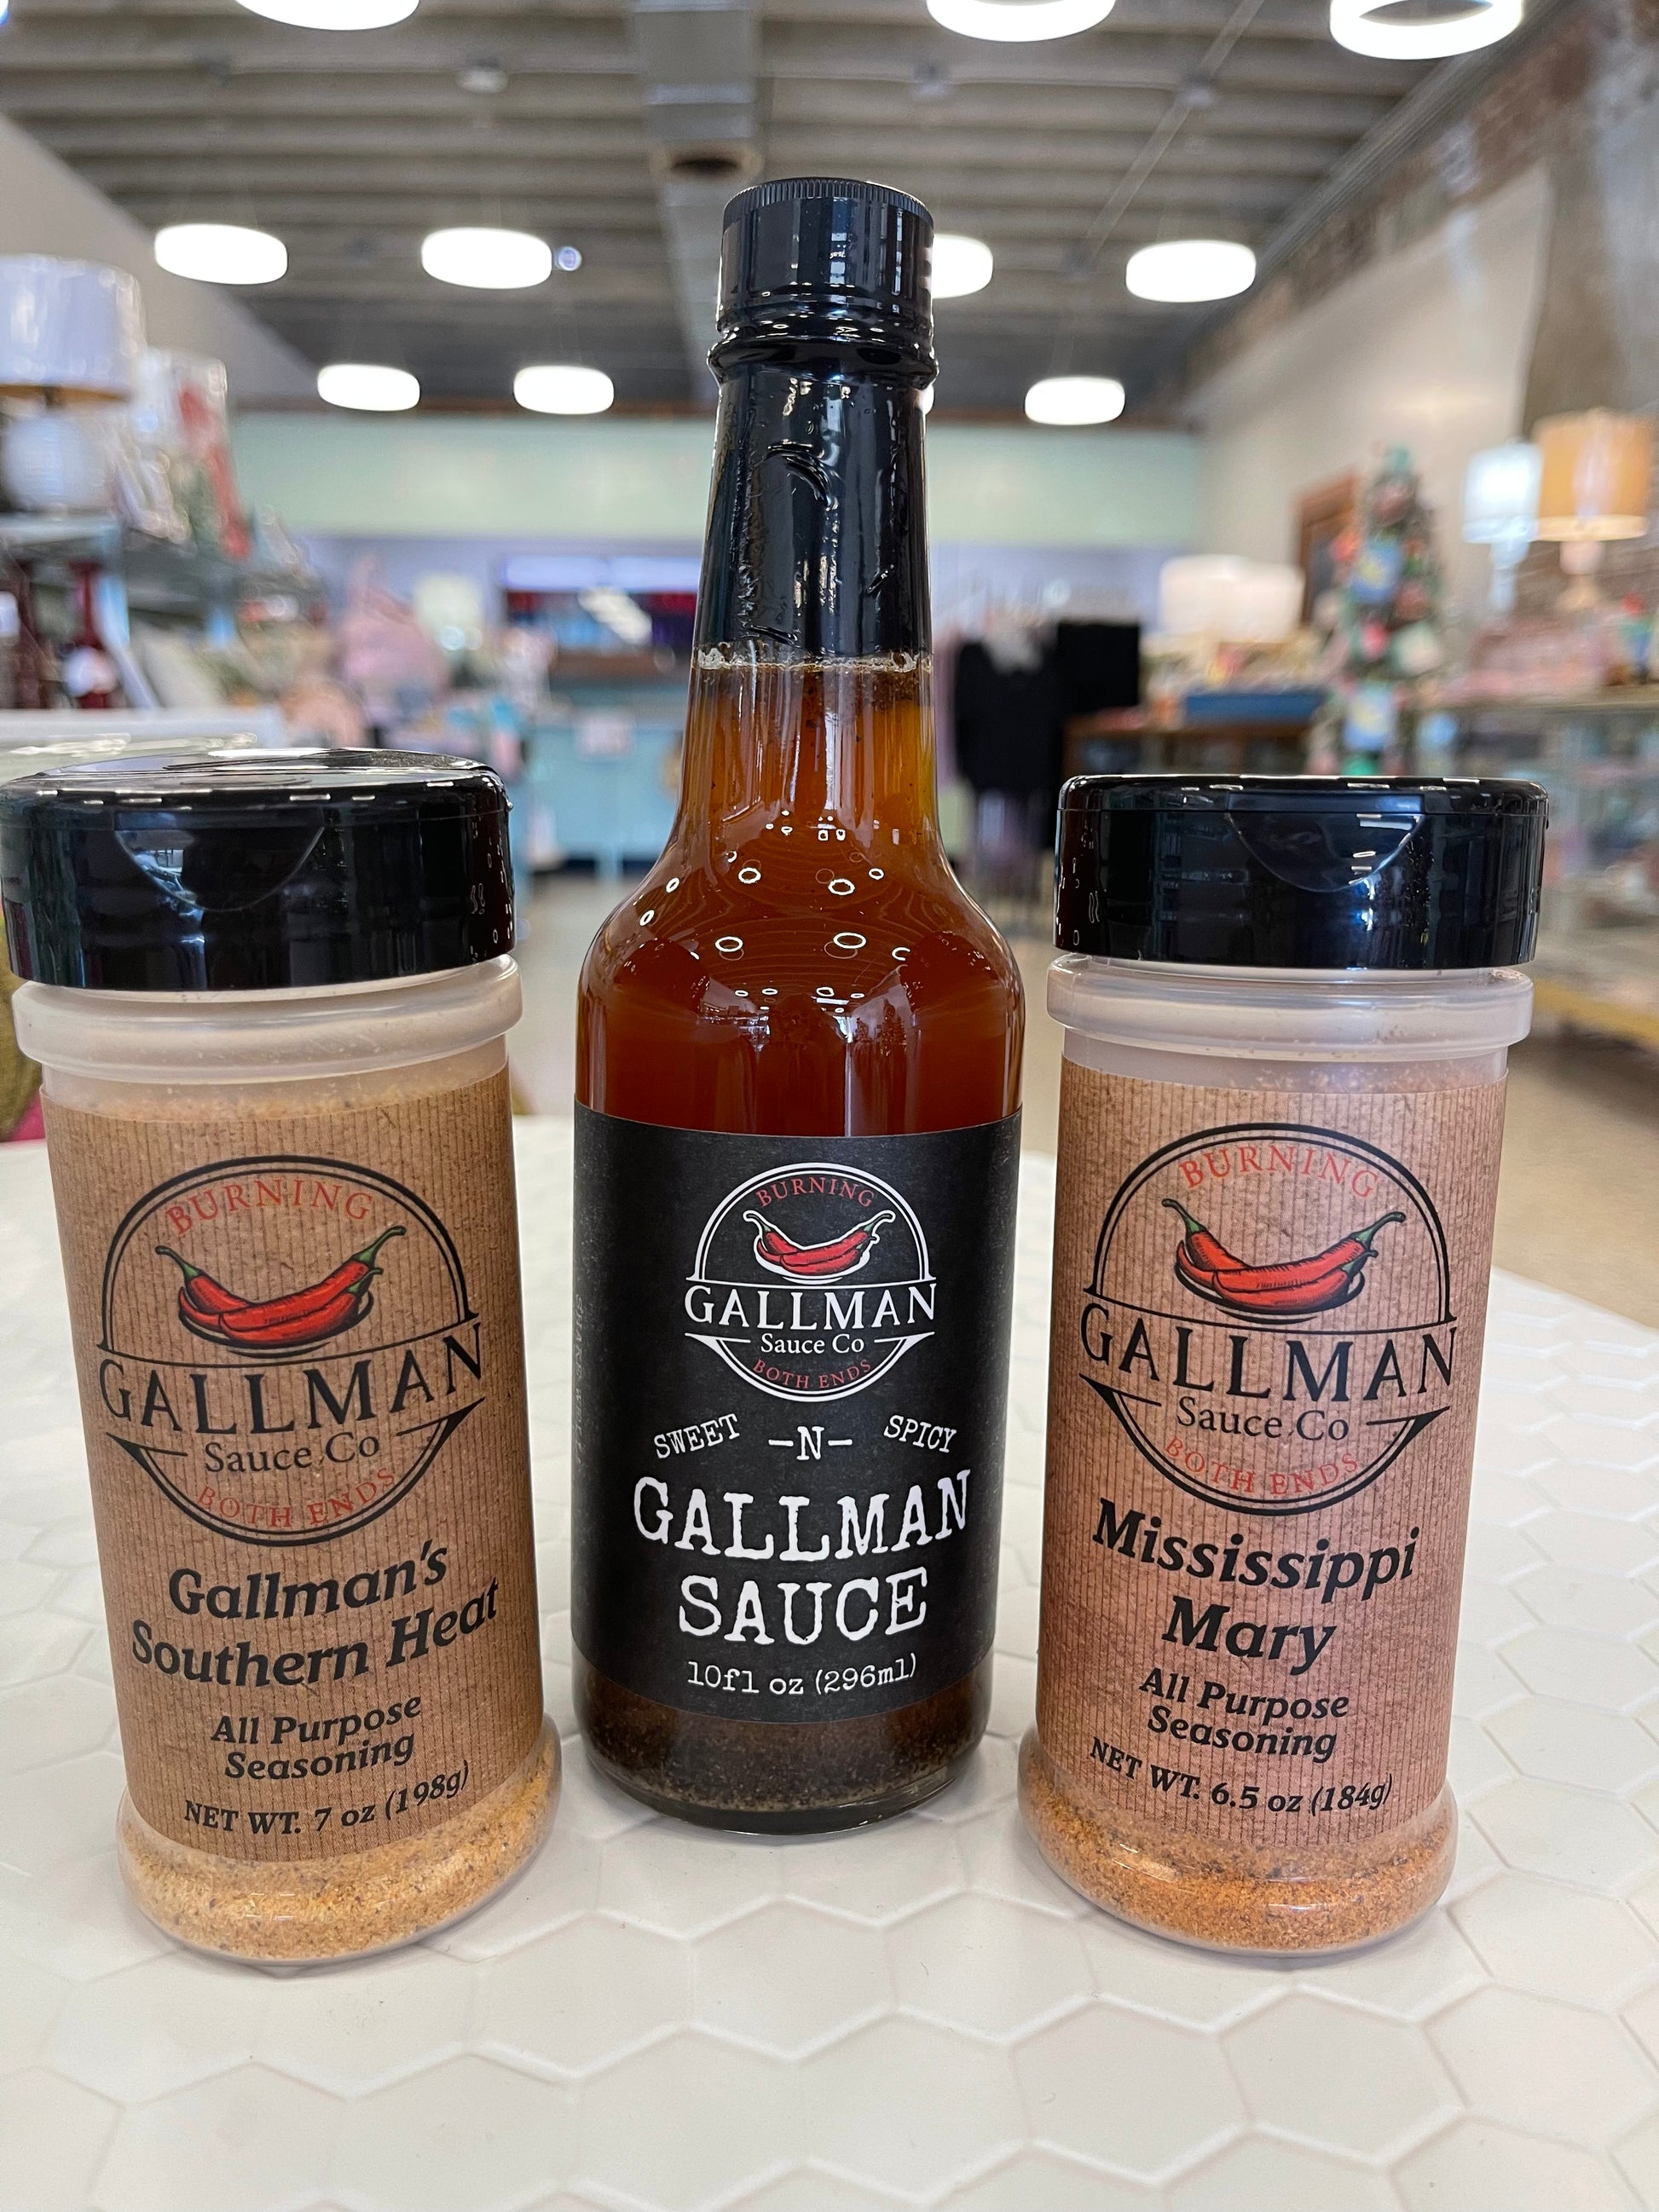 BURNING
GALLMAN
Sauce Co
BOTH ENDS
Gallman's
Southern Heat
All Purpose
Seasoning
NET WT. 7 oz (198g)
BURNING
GALLMAN
Sauce Co
BOTH ENDS
SWEET -N- SPICY
GALLMAN
SAUCE
10fl oz (296ml)
BURNING
GALLMAN
Sauce Co
BOTH ENDS
Mississippi
Mary
All Purpose
Seasoning
NET WT. 6.5 oz (184g)